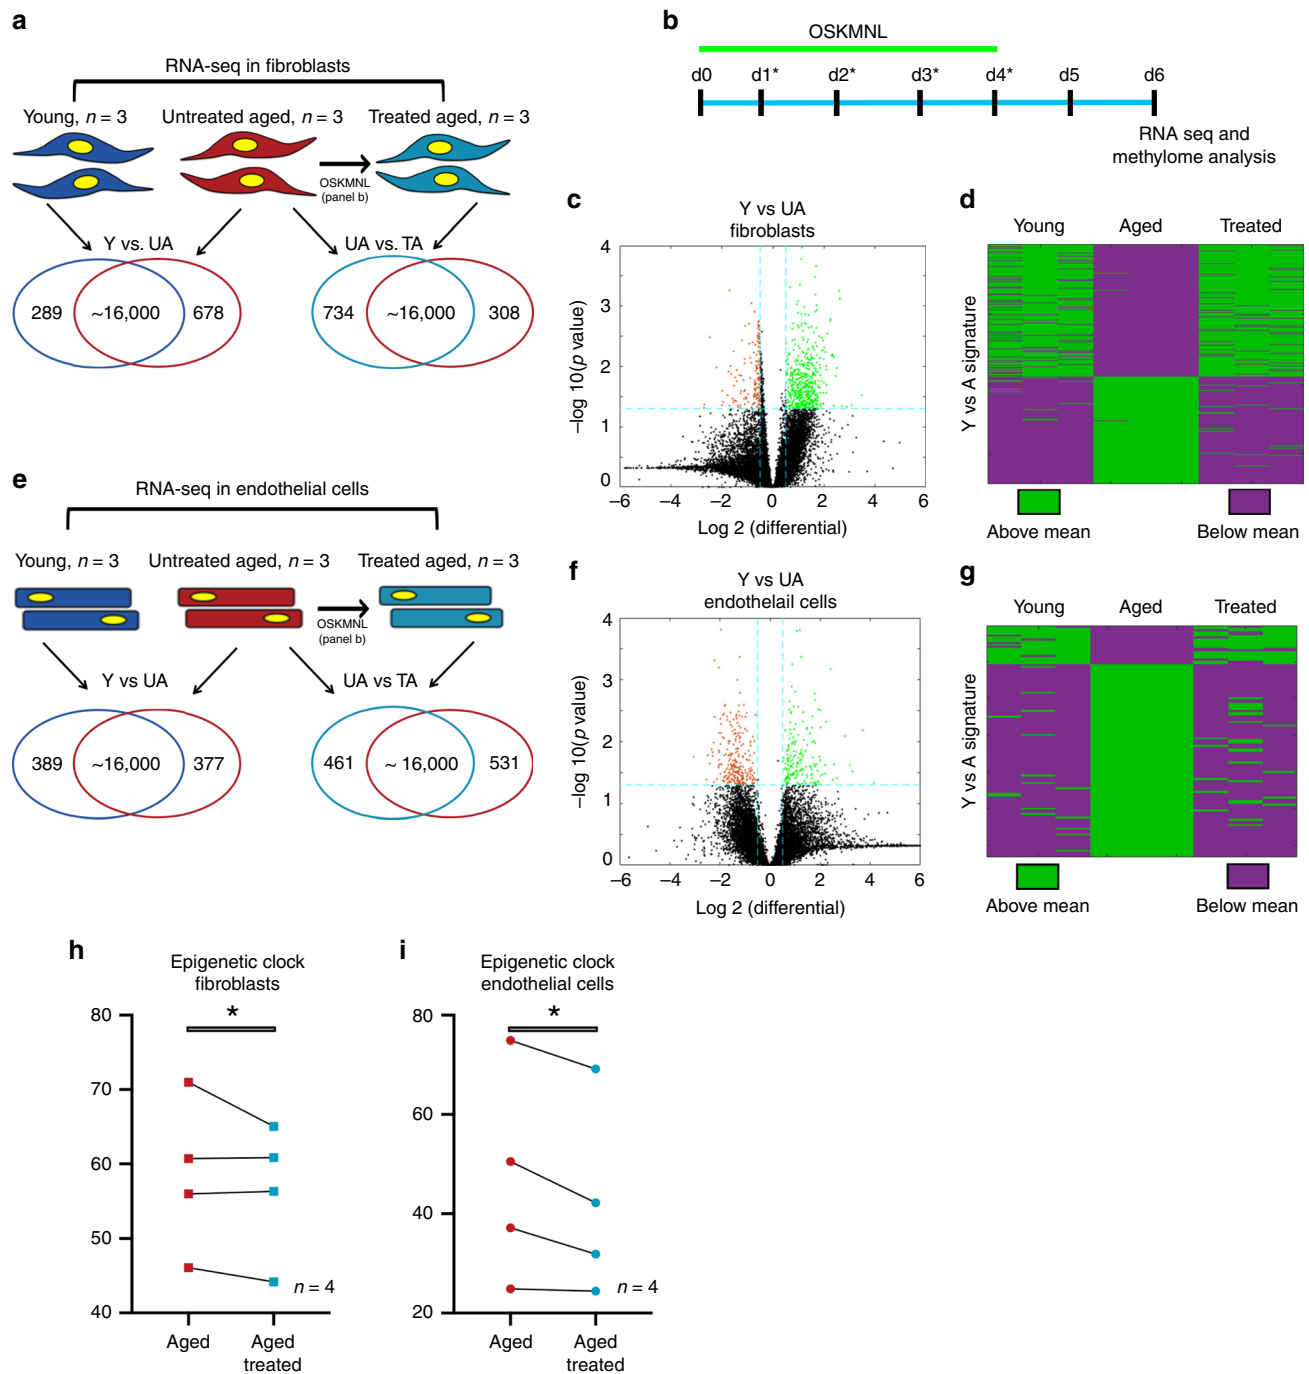 a
RNA-seq in fibroblasts
Young, n = 3
Untreated aged, n = 3
Treated aged, n = 3
OSKMNL
(panel b)
Y vs. UA
UA vs. TA
289
~16,000
678
734
~16,000
308
b
OSKMNL
d0
d1*
d2*
d3*
d4*
d5
d6
RNA seq and
methylome analysis
c
Y vs UA
fibroblasts
−log 10(p value)
4
3
2
1
0
−6
−4
−2
0
2
4
6
Log 2 (differential)
d
Young
Aged
Treated
Y vs A signature
Above mean
Below mean
e
RNA-seq in endothelial cells
Young, n = 3
Untreated aged, n = 3
Treated aged, n = 3
OSKMNL
(panel b)
Y vs UA
UA vs TA
389
~16,000
377
461
~ 16,000
531
f
Y vs UA
endothelail cells
−log 10(p value)
4
3
2
1
0
−6
−4
−2
0
2
4
6
Log 2 (differential)
g
Young
Aged
Treated
Y vs A signature
Above mean
Below mean
h
Epigenetic clock
fibroblasts
*
80
70
60
50
40
n = 4
Aged
Aged
treated
i
Epigenetic clock
endothelial cells
*
80
60
40
20
n = 4
Aged
Aged
treated